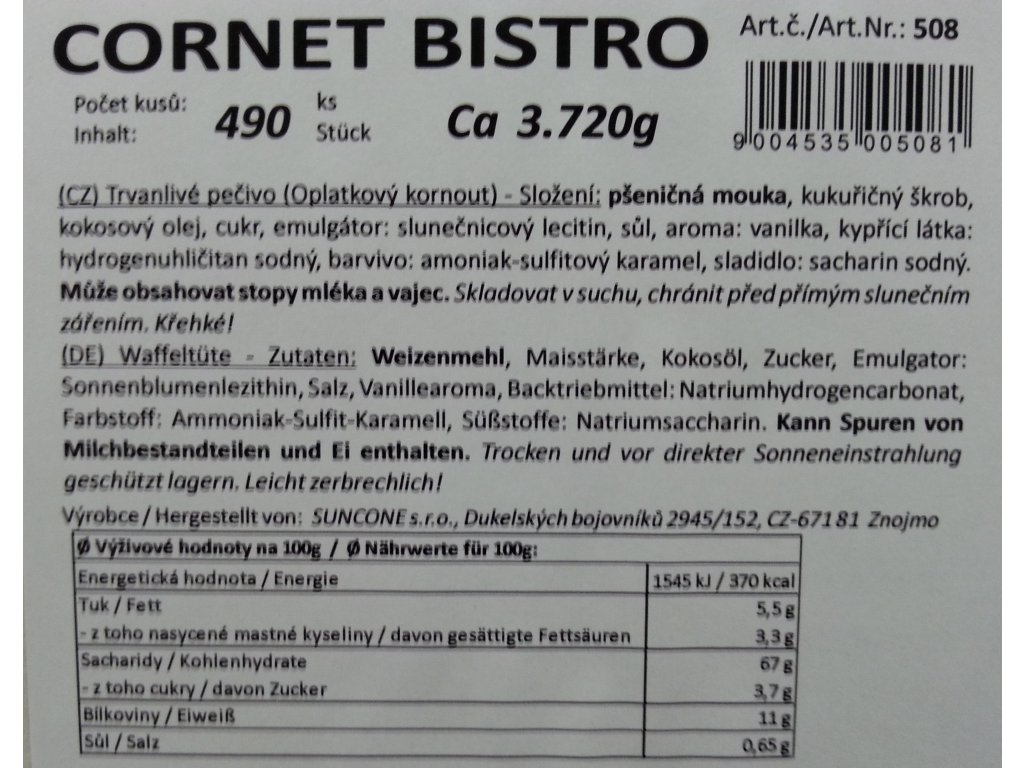 CORNET BISTRO
Art.č./Art.Nr.: 508
Počet kusů:
Inhalt:
490
ks
Stück
Ca 3.720g
9 004535 005081
(CZ) Trvanlivé pečivo (Oplatkový kornout) - Složení: pšeničná mouka, kukuřičný škrob,
kokosový olej, cukr, emulgátor: slunečnicový lecitin, sůl, aroma: vanilka, kypřící látka:
hydrogenuhličitan sodný, barvivo: amoniak-sulfitový karamel, sladidlo: sacharin sodný.
Může obsahovat stopy mléka a vajec. Skladovat v suchu, chránit před přímým slunečním
zářením. Křehké!
(DE) Waffeltüte - Zutaten: Weizenmehl, Maisstärke, Kokosöl, Zucker, Emulgator:
Sonnenblumenlezithin, Salz, Vanillearoma, Backtriebmittel: Natriumhydrogencarbonat,
Farbstoff: Ammoniak-Sulfit-Karamell, Süßstoffe: Natriumsaccharin. Kann Spuren von
Milchbestandteilen und Ei enthalten. Trocken und vor direkter Sonneneinstrahlung
geschützt lagern. Leicht zerbrechlich!
Výrobce / Hergestellt von: SUNCONE s.r.o., Dukelských bojovníků 2945/152, CZ-671 81 Znojmo
Ø Výživové hodnoty na 100g / Ø Nährwerte für 100g:
Energetická hodnota / Energie 1545 kJ / 370 kcal
Tuk / Fett 5,5 g
- z toho nasycené mastné kyseliny / davon gesättigte Fettsäuren 3,3 g
Sacharidy / Kohlenhydrate 67 g
- z toho cukry / davon Zucker 3,7 g
Bílkoviny / Eiweiß 11 g
Sůl / Salz 0,65 g